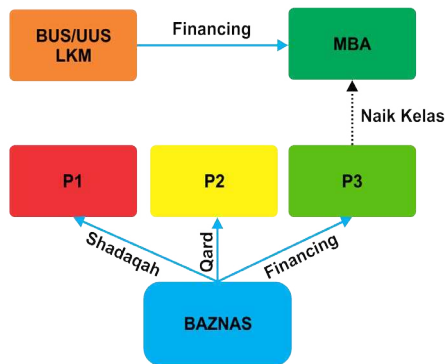 BUS/UUS
LKM
Financing
MBA
Naik Kelas
P1
P2
P3
Shadaqah
Qard
Financing
BAZNAS